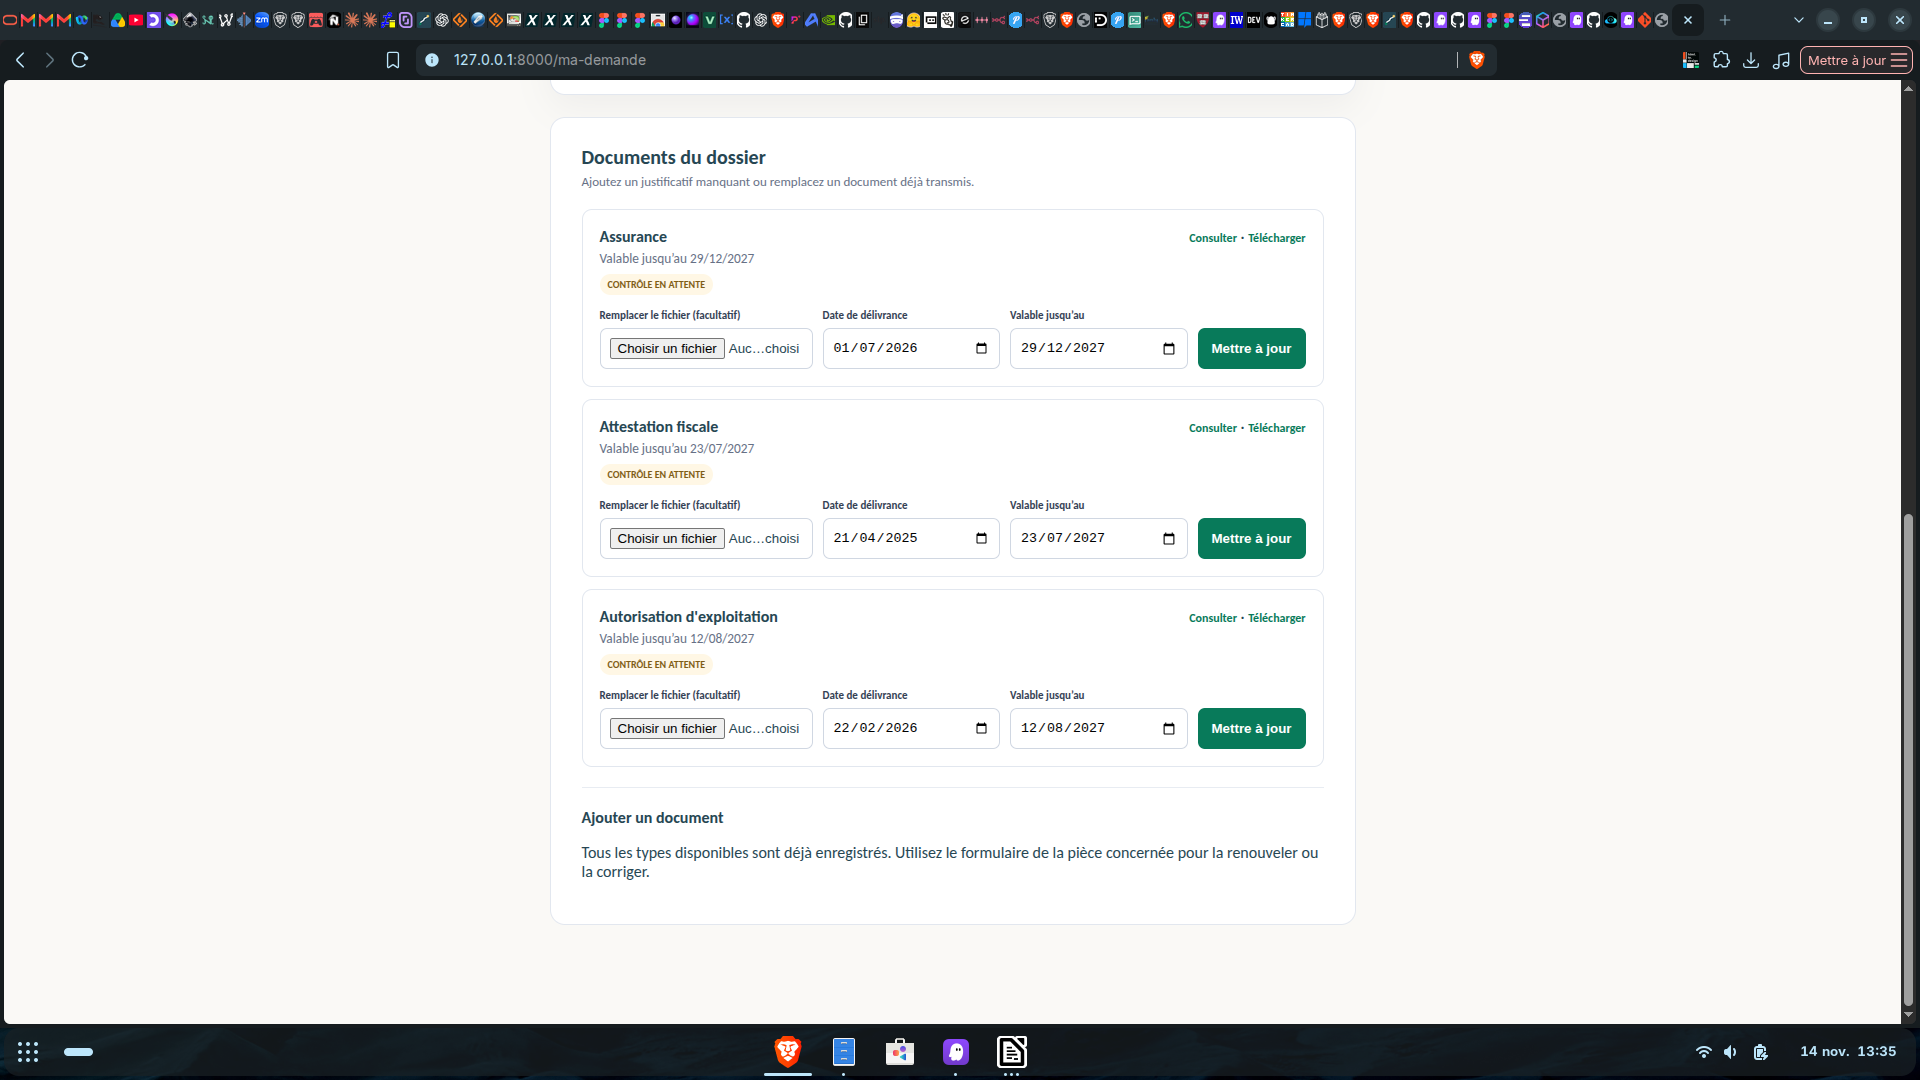 127.0.0.1:8000/ma-demande
Mettre à jour
Documents du dossier
Ajoutez un justificatif manquant ou remplacez un document déjà transmis.
Assurance
Consulter · Télécharger
Valable jusqu'au 29/12/2027
CONTRÔLE EN ATTENTE
Remplacer le fichier (facultatif) Date de délivrance Valable jusqu'au
Choisir un fichier Auc...choisi 01/07/2026 29/12/2027 Mettre à jour
Attestation fiscale
Consulter · Télécharger
Valable jusqu'au 23/07/2027
CONTRÔLE EN ATTENTE
Remplacer le fichier (facultatif) Date de délivrance Valable jusqu'au
Choisir un fichier Auc...choisi 21/04/2025 23/07/2027 Mettre à jour
Autorisation d'exploitation
Consulter · Télécharger
Valable jusqu'au 12/08/2027
CONTRÔLE EN ATTENTE
Remplacer le fichier (facultatif) Date de délivrance Valable jusqu'au
Choisir un fichier Auc...choisi 22/02/2026 12/08/2027 Mettre à jour
Ajouter un document
Tous les types disponibles sont déjà enregistrés. Utilisez le formulaire de la pièce concernée pour la renouveler ou
la corriger.
14 nov. 13:35